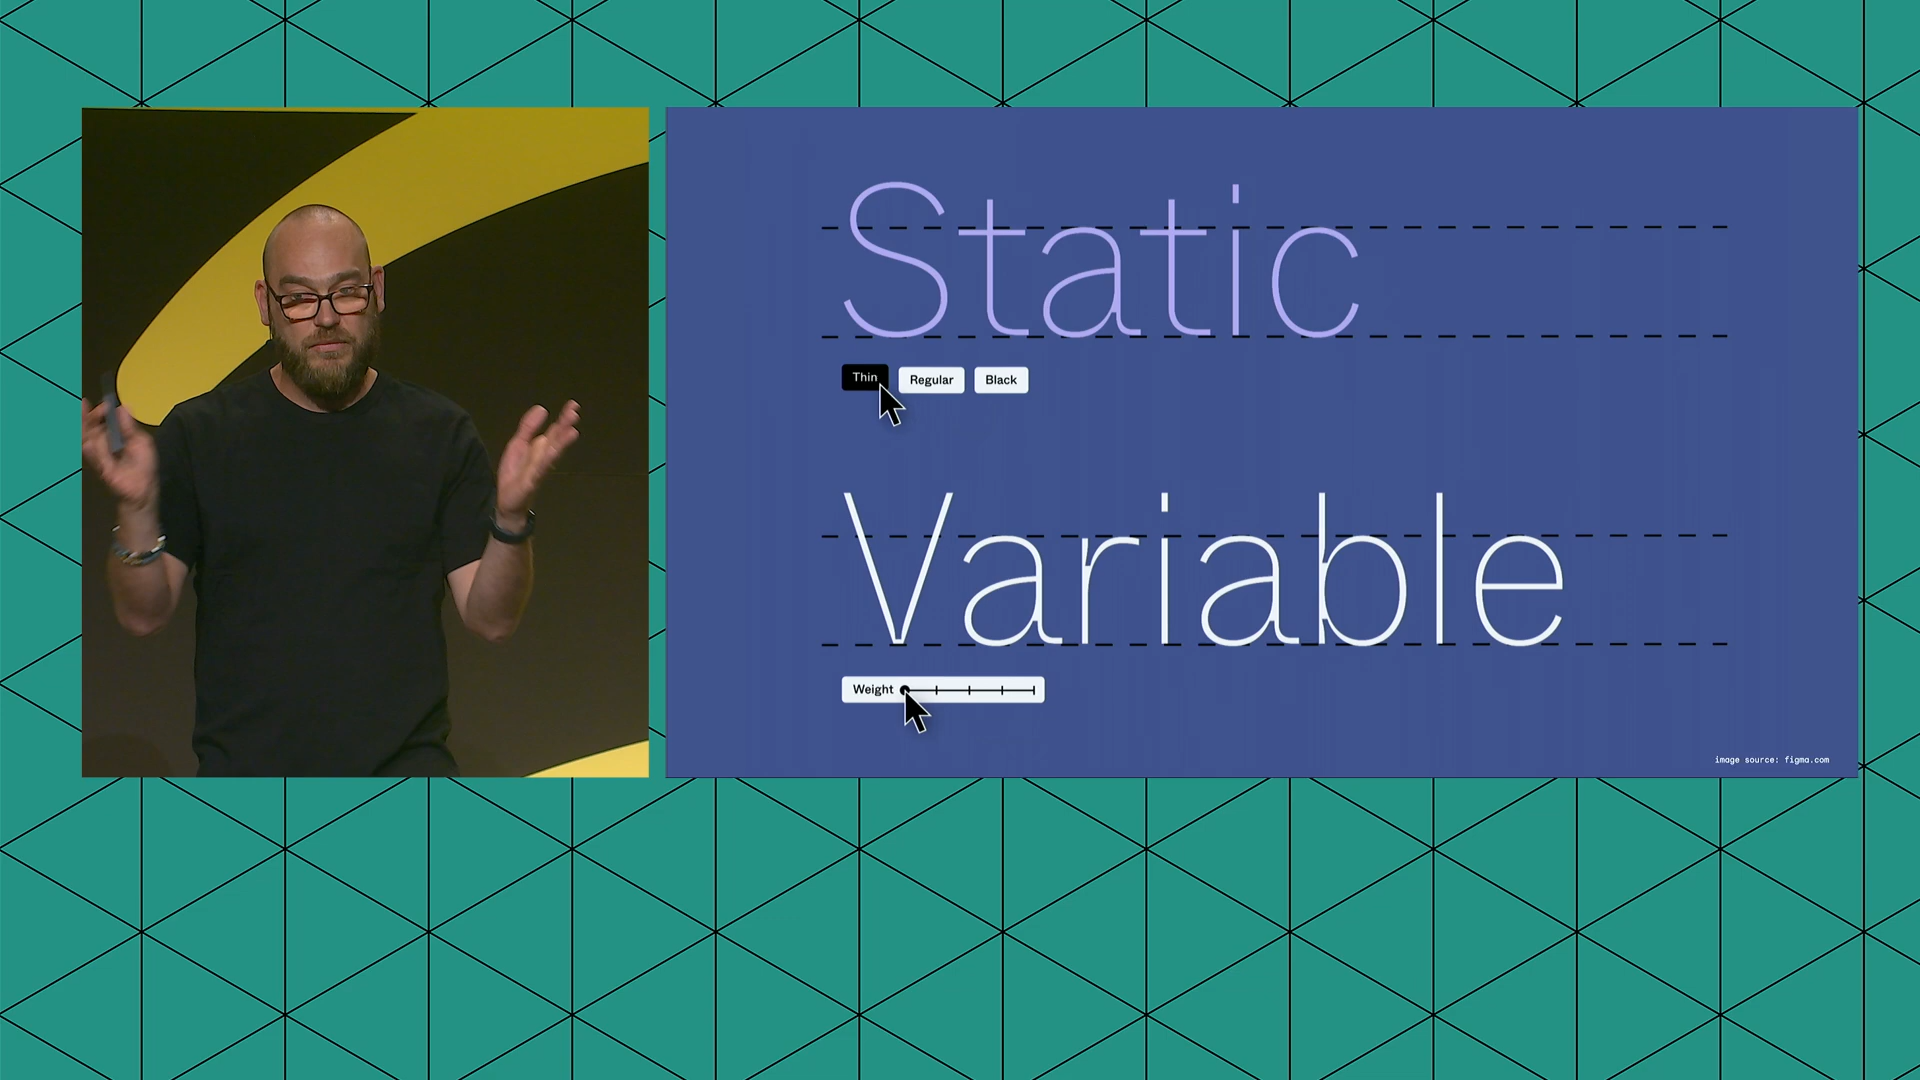 Static
Thin Regular Black
Variable
Weight
image source: figma.com